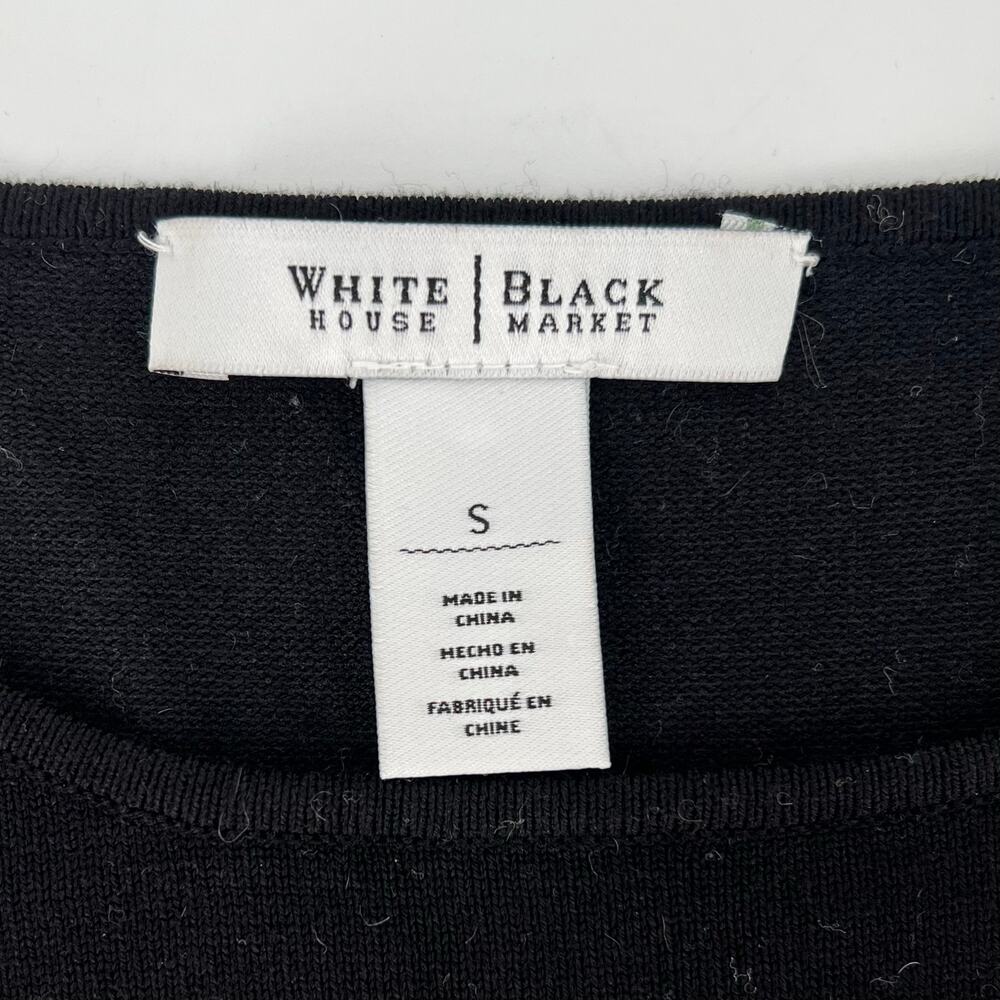 WHITE | BLACK
HOUSE | MARKET
S
MADE IN
CHINA
HECHO EN
CHINA
FABRIQUÉ EN
CHINE